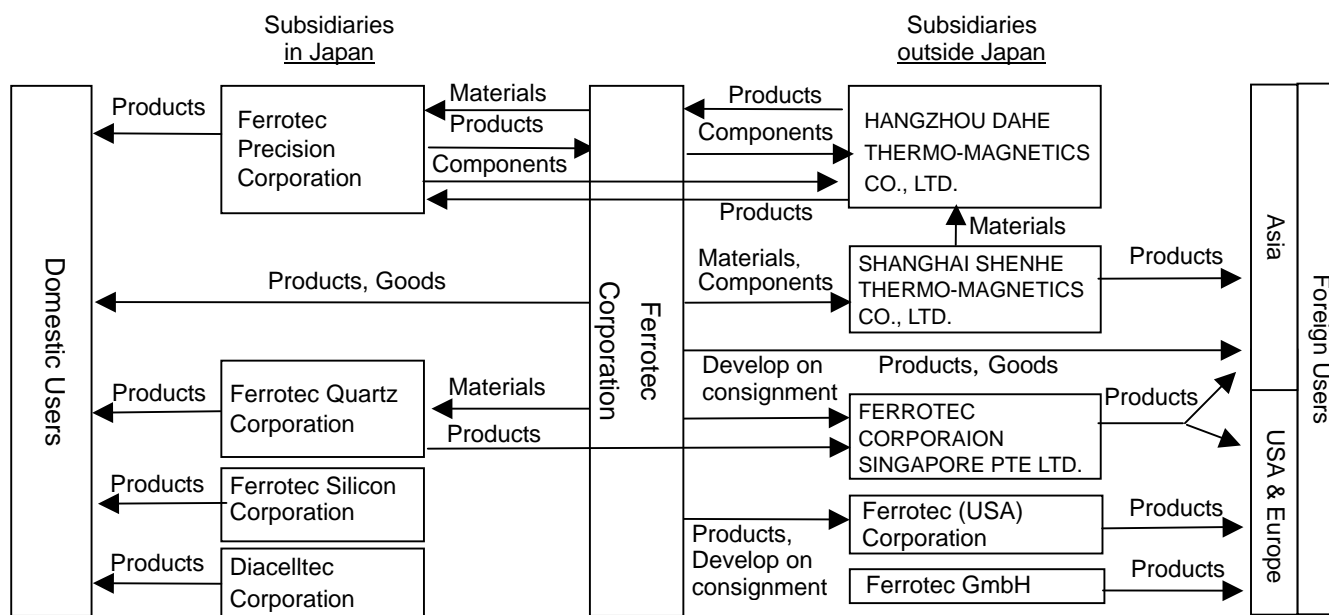 Subsidiaries
in Japan
Subsidiaries
outside Japan
Domestic Users
Products
Ferrotec
Precision
Corporation
Materials
Products
Components
Products
Ferrotec
Corporation
Products
Components
HANGZHOU DAHE
THERMO-MAGNETICS
CO., LTD.
Materials
Products, Goods
Materials,
Components
SHANGHAI SHENHE
THERMO-MAGNETICS
CO., LTD.
Products
Asia
Foreign Users
Products, Goods
Products
Ferrotec Quartz
Corporation
Materials
Products
Develop on
consignment
FERROTEC
CORPORAION
SINGAPORE PTE LTD.
Products
USA & Europe
Products
Ferrotec Silicon
Corporation
Products,
Develop on
consignment
Ferrotec (USA)
Corporation
Products
Products
Diacelltec
Corporation
Ferrotec GmbH
Products